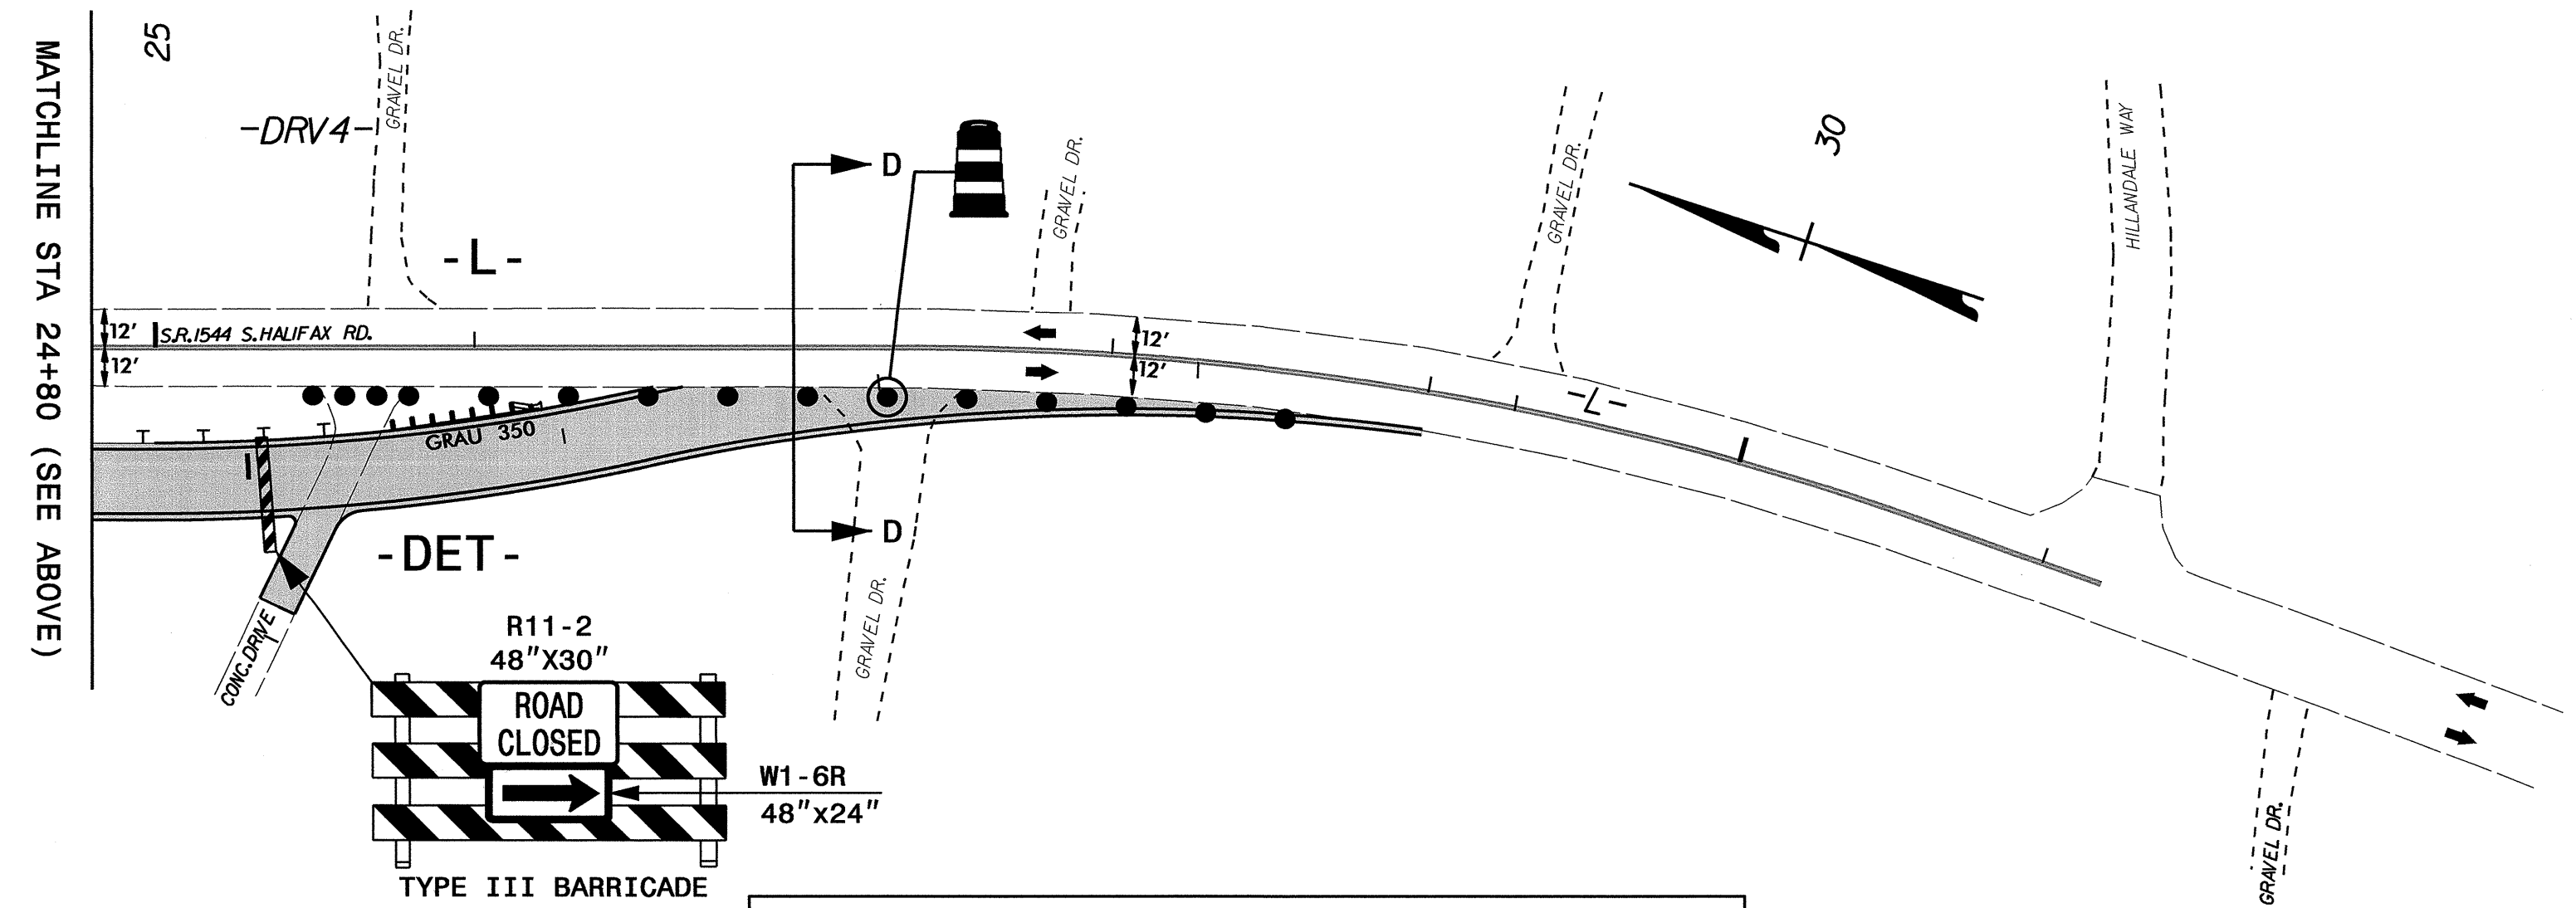 MATCHLINE STA 24+80 (SEE ABOVE)
25
-DRV4-
GRAVEL DR.
-L-
D
GRAVEL DR.
GRAVEL DR.
30
HILLANDALE WAY
12'
S.R.1544 S.HALIFAX RD.
12'
12'
12'
-L-
GRAU 350
D
-DET-
GRAVEL DR.
CONC.DRIVE
R11-2
48"X30"
ROAD
CLOSED
W1-6R
48"x24"
TYPE III BARRICADE
GRAVEL DR.